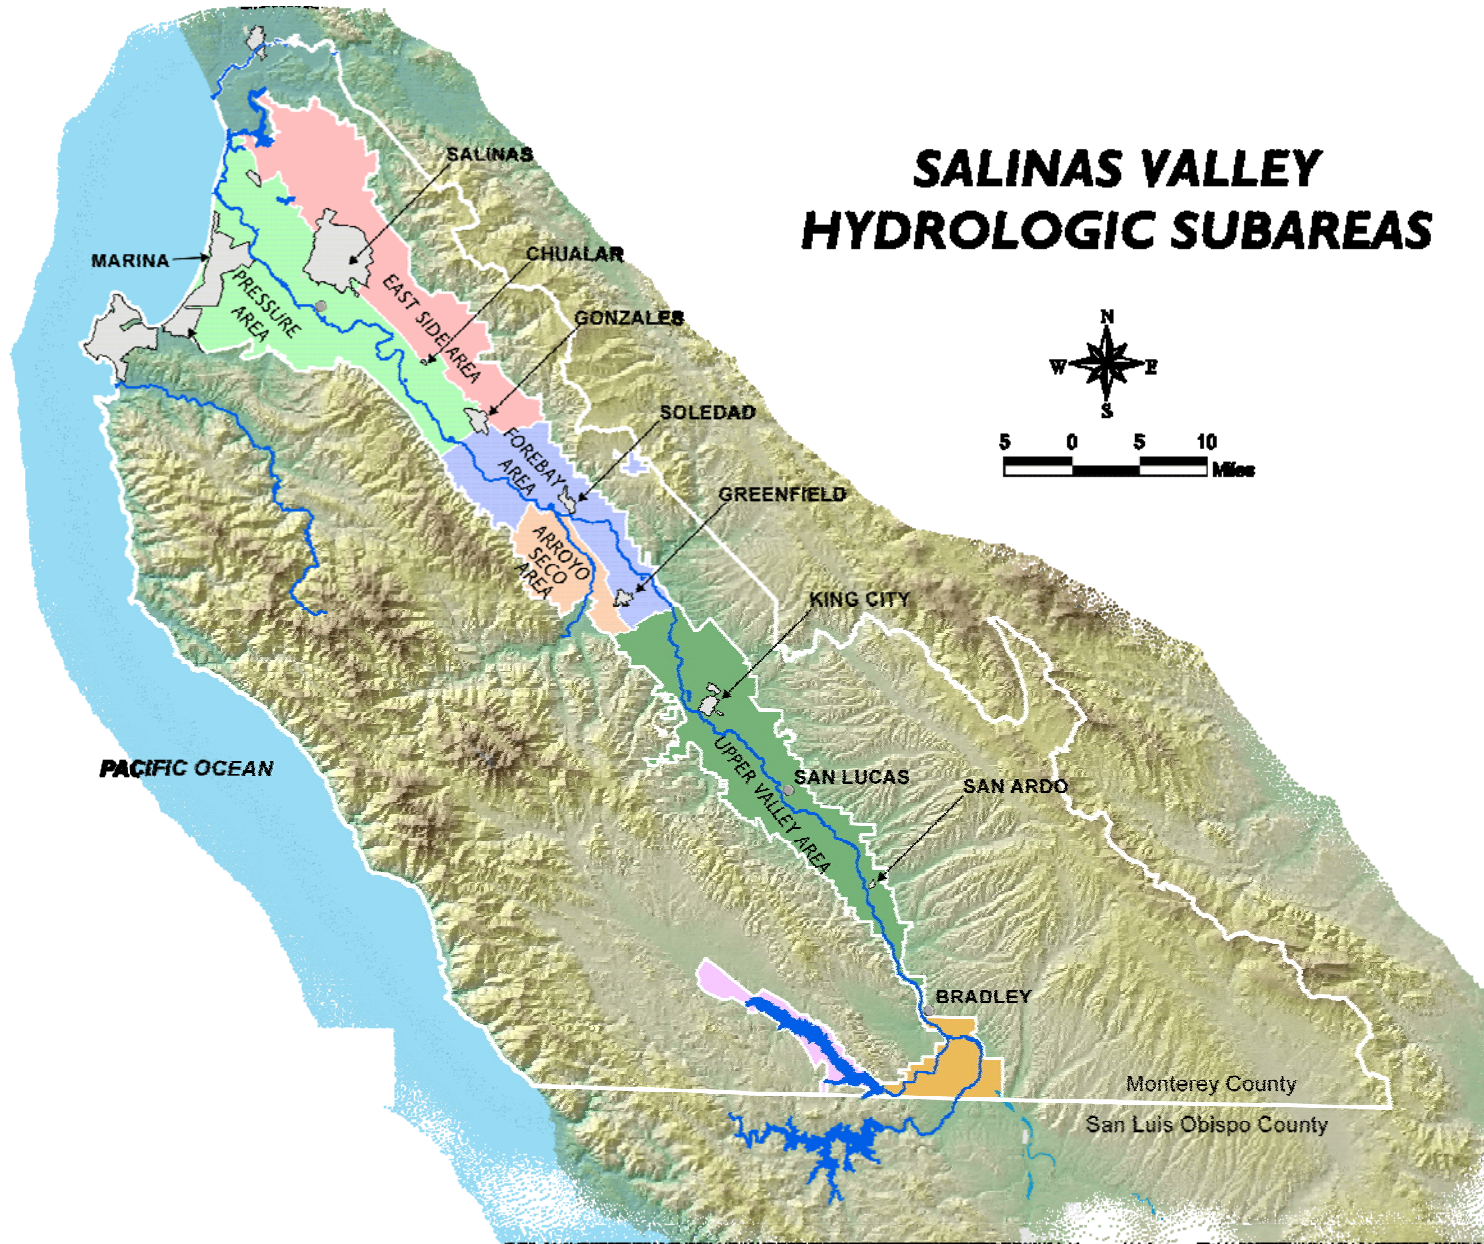 SALINAS VALLEY
HYDROLOGIC SUBAREAS
SALINAS
CHUALAR
MARINA
PRESSURE
AREA
EAST SIDE AREA
GONZALES
N
W
E
S
SOLEDAD
5 0 5 10
Miles
FOREBAY
AREA
GREENFIELD
ARROYO
SECO
AREA
KING CITY
PACIFIC OCEAN
UPPER VALLEY AREA
SAN LUCAS
SAN ARDO
BRADLEY
Monterey County
San Luis Obispo County